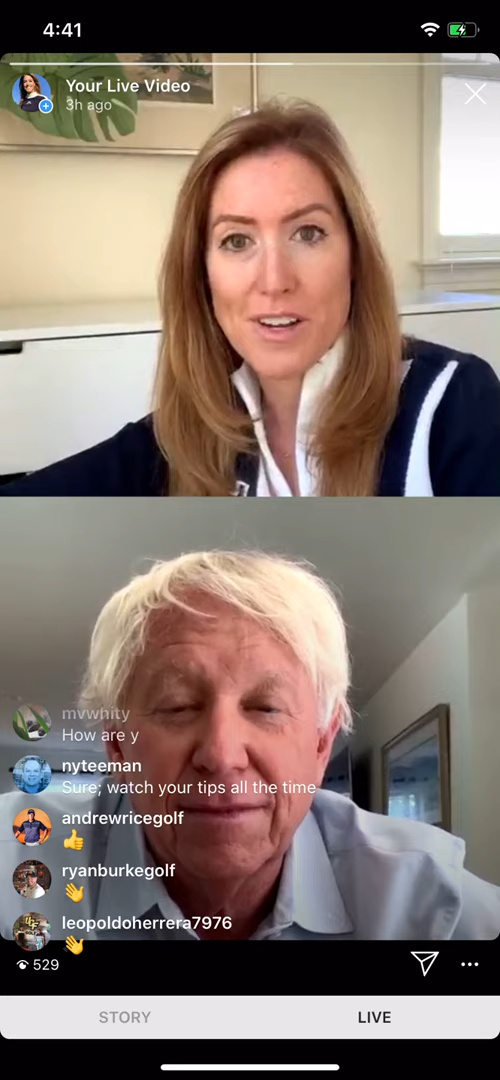 4:41
Your Live Video
3h ago
mvwhity
How are y
nyteeman
Sure; watch your tips all the time
andrewricegolf
👍
ryanburkegolf
👋
leopoldoherrera7976
👋
529
STORY
LIVE